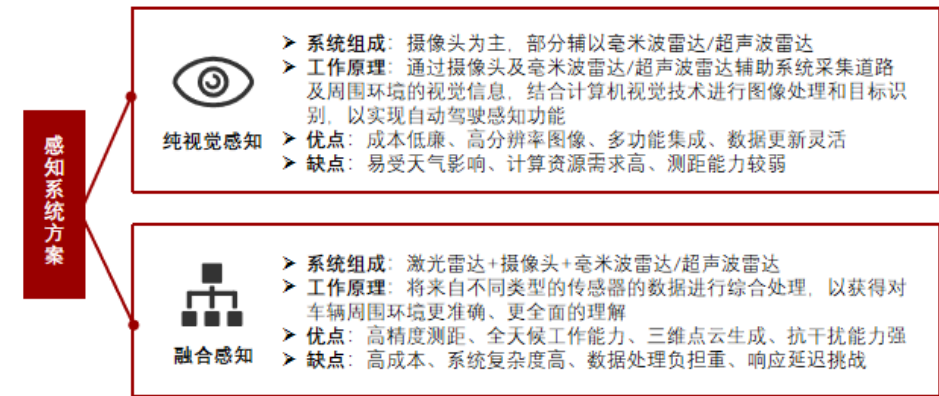 感知系统方案
纯视觉感知
➤ 系统组成：摄像头为主，部分辅以毫米波雷达/超声波雷达
➤ 工作原理：通过摄像头及毫米波雷达/超声波雷达辅助系统采集道路
及周围环境的视觉信息，结合计算机视觉技术进行图像处理和目标识
别，以实现自动驾驶感知功能
➤ 优点：成本低廉、高分辨率图像、多功能集成、数据更新灵活
➤ 缺点：易受天气影响、计算资源需求高、测距能力较弱
融合感知
➤ 系统组成：激光雷达+摄像头+毫米波雷达/超声波雷达
➤ 工作原理：将来自不同类型的传感器的数据进行综合处理，以获得对
车辆周围环境更准确、更全面的理解
➤ 优点：高精度测距、全天候工作能力、三维点云生成、抗干扰能力强
➤ 缺点：高成本、系统复杂度高、数据处理负担重、响应延迟挑战